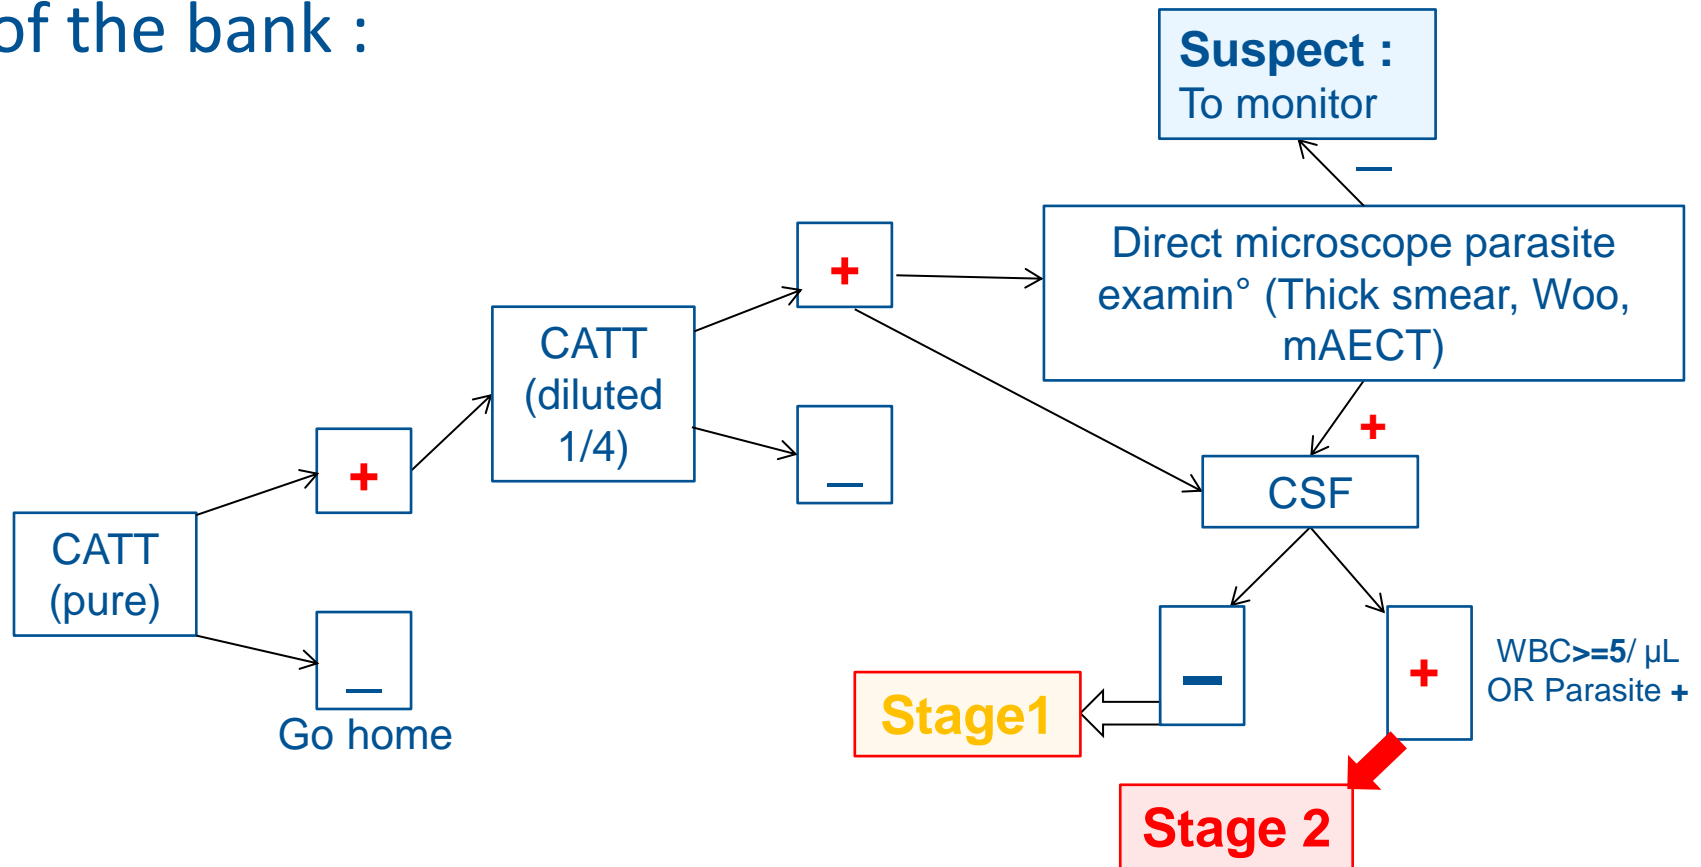 of the bank :
Suspect :
To monitor
–
Direct microscope parasite
examin° (Thick smear, Woo,
mAECT)
+
+
CATT
(diluted
1/4)
–
CSF
+
CATT
(pure)
–
Go home
–
+
WBC>=5/ µL
OR Parasite +
Stage1
Stage 2